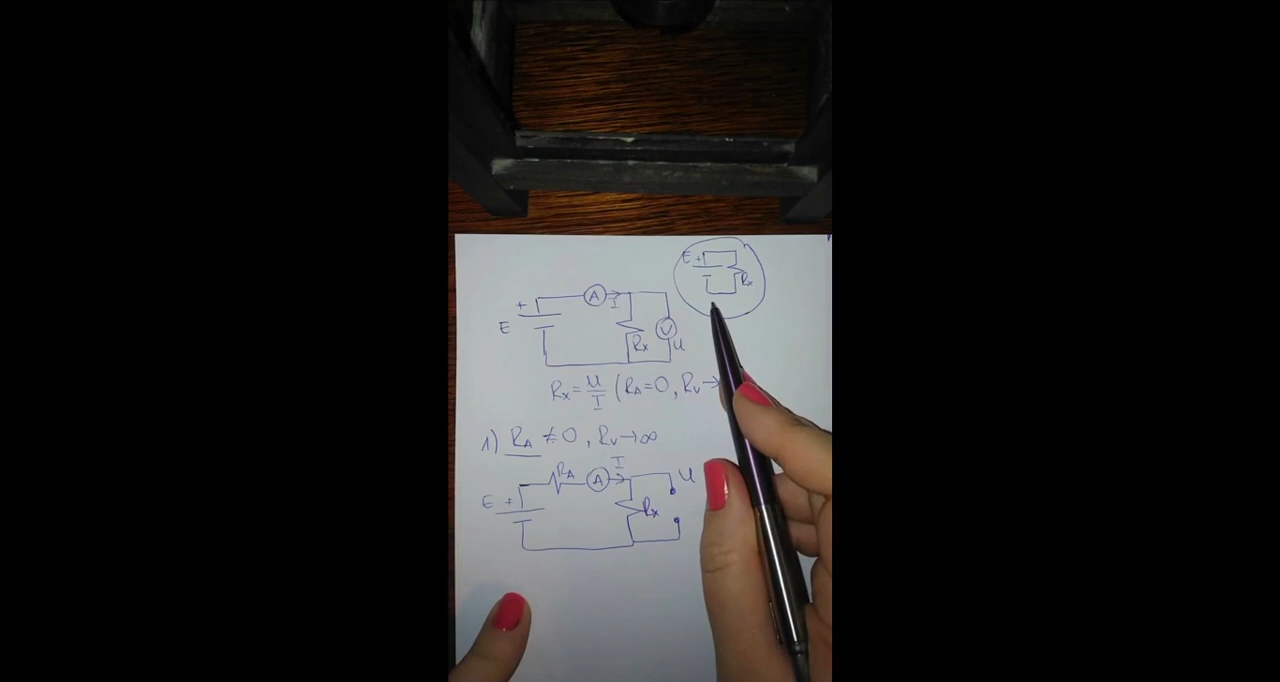 E +
Rx
+ A I
E Rx V U
Rx = U/I (RA = 0, RV →
1) RA ≠ 0, RV → ∞
RA A I U
E + Rx